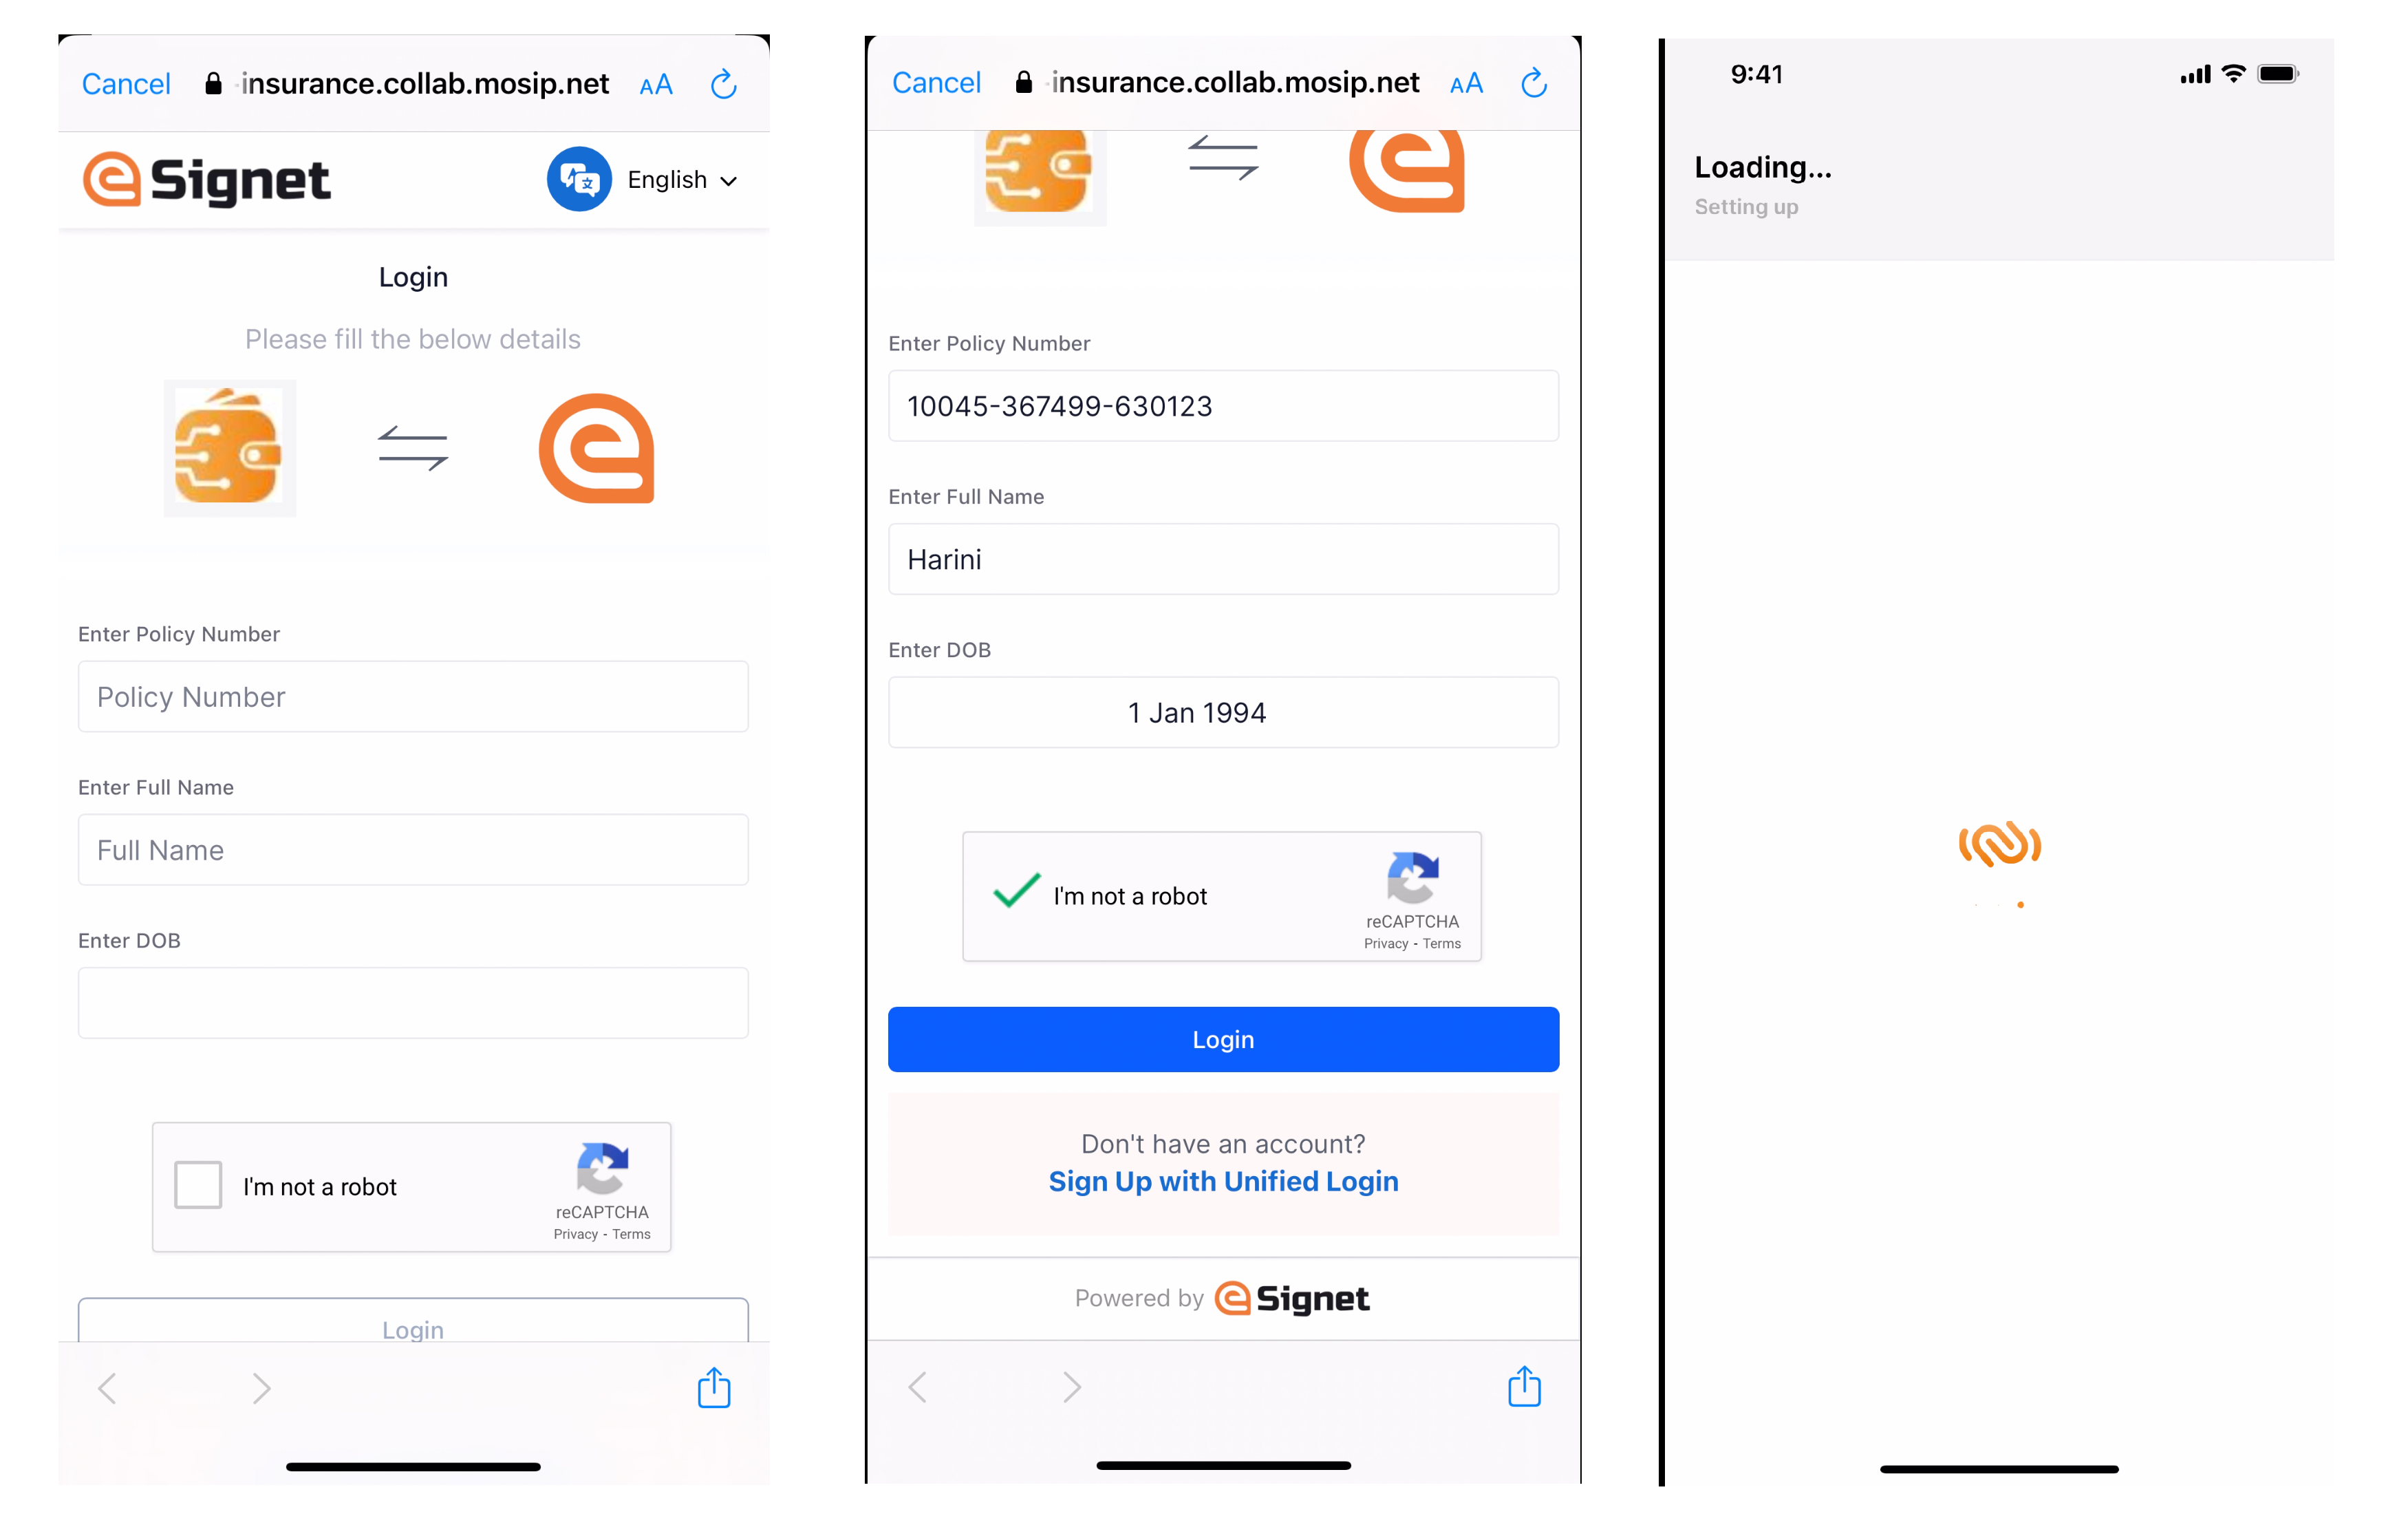 Cancel insurance.collab.mosip.net AA
Signet English
Login
Please fill the below details
Enter Policy Number
Policy Number
Enter Full Name
Full Name
Enter DOB
I'm not a robot
reCAPTCHA
Privacy - Terms
Login
Cancel insurance.collab.mosip.net AA
Enter Policy Number
10045-367499-630123
Enter Full Name
Harini
Enter DOB
1 Jan 1994
I'm not a robot
reCAPTCHA
Privacy - Terms
Login
Don't have an account?
Sign Up with Unified Login
Powered by Signet
9:41
Loading...
Setting up